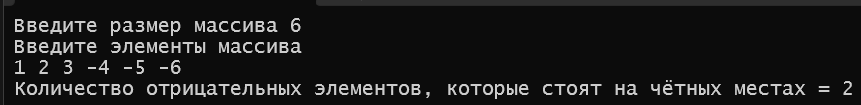 Введите размер массива 6
Введите элементы массива
1 2 3 -4 -5 -6
Количество отрицательных элементов, которые стоят на чётных местах = 2